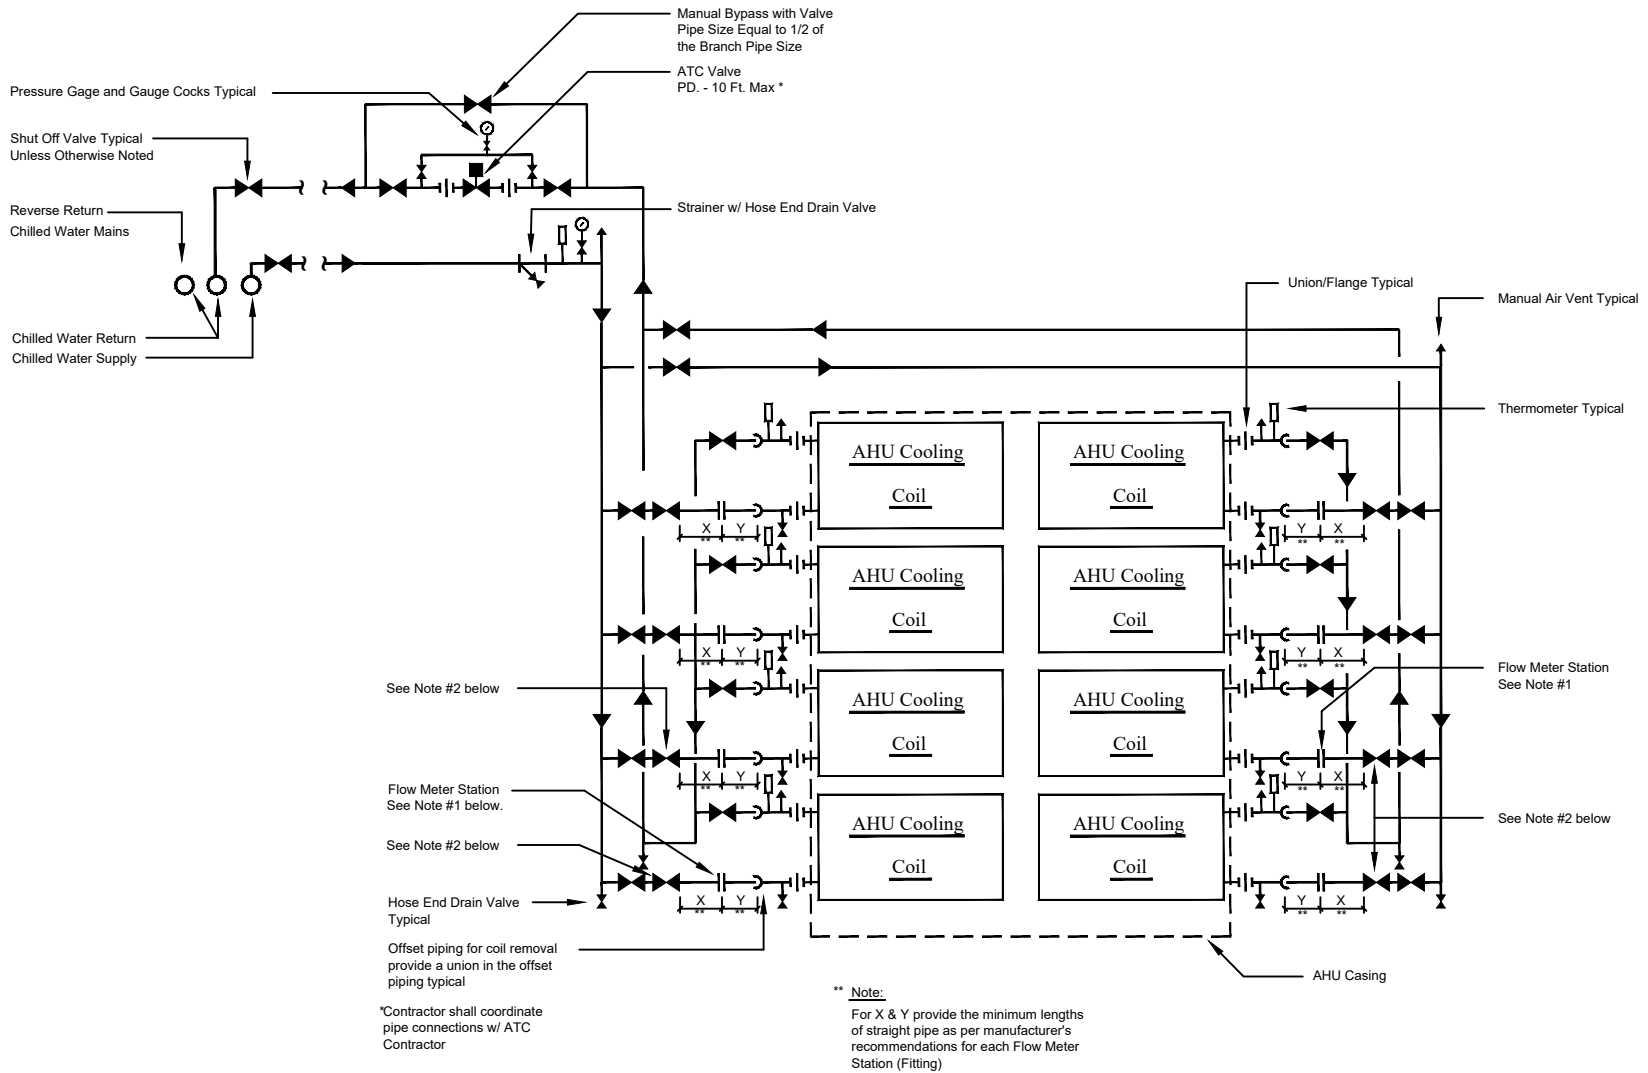 Manual Bypass with Valve
Pipe Size Equal to 1/2 of
the Branch Pipe Size
ATC Valve
PD. - 10 Ft. Max *
Pressure Gage and Gauge Cocks Typical
Shut Off Valve Typical
Unless Otherwise Noted
Reverse Return
Chilled Water Mains
Strainer w/ Hose End Drain Valve
Chilled Water Return
Chilled Water Supply
Union/Flange Typical
Manual Air Vent Typical
Thermometer Typical
AHU Cooling
Coil
AHU Cooling
Coil
X Y
** **
Y X
** **
AHU Cooling
Coil
AHU Cooling
Coil
X Y
** **
Y X
** **
Flow Meter Station
See Note #1
See Note #2 below
AHU Cooling
Coil
AHU Cooling
Coil
X Y
** **
Y X
** **
Flow Meter Station
See Note #1 below.
See Note #2 below
See Note #2 below
AHU Cooling
Coil
AHU Cooling
Coil
X Y
** **
Y X
** **
Hose End Drain Valve
Typical
Offset piping for coil removal
provide a union in the offset
piping typical
AHU Casing
*Contractor shall coordinate
pipe connections w/ ATC
Contractor
** Note:
For X & Y provide the minimum lengths
of straight pipe as per manufacturer's
recommendations for each Flow Meter
Station (Fitting)